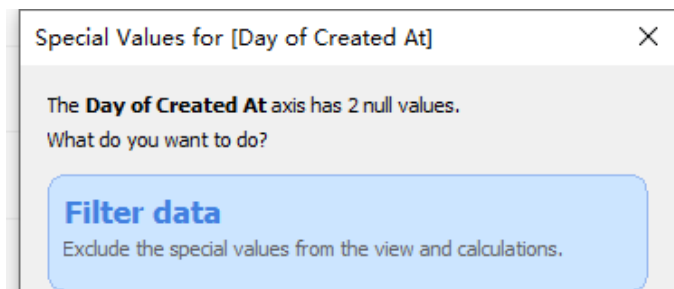 Special Values for [Day of Created At]
The Day of Created At axis has 2 null values.
What do you want to do?
Filter data
Exclude the special values from the view and calculations.